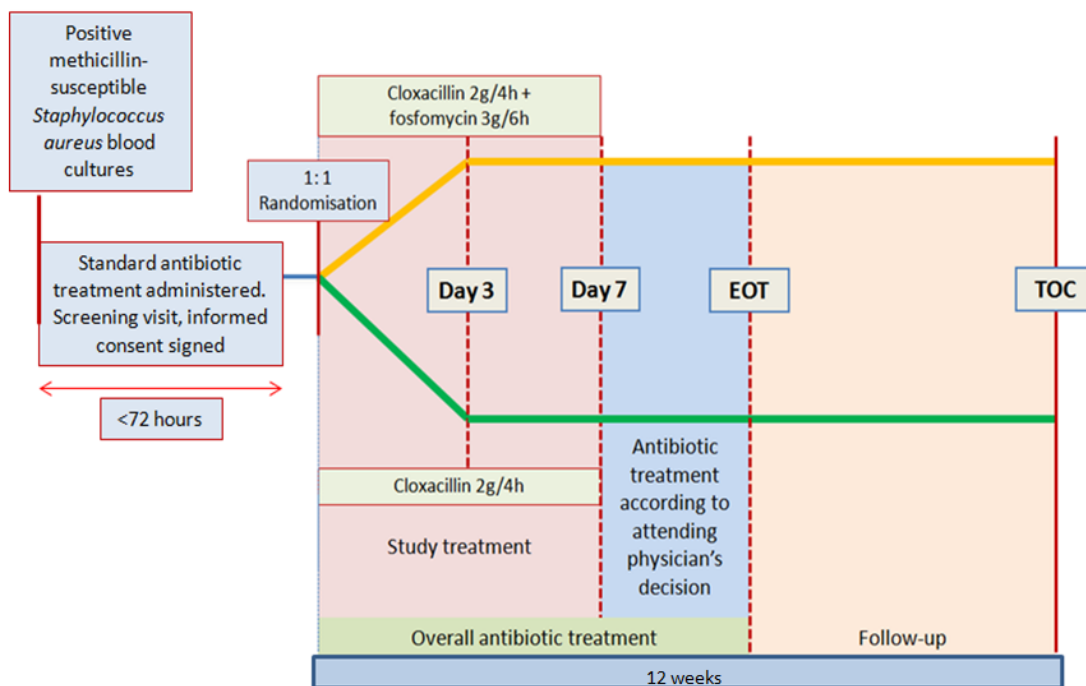 Positive
methicillin-
susceptible
Staphylococcus
aureus blood
cultures
Standard antibiotic
treatment administered.
Screening visit, informed
consent signed
<72 hours
1:1
Randomisation
Cloxacillin 2g/4h +
fosfomycin 3g/6h
Day 3
Day 7
EOT
TOC
Cloxacillin 2g/4h
Study treatment
Antibiotic
treatment
according to
attending
physician's
decision
Overall antibiotic treatment
Follow-up
12 weeks